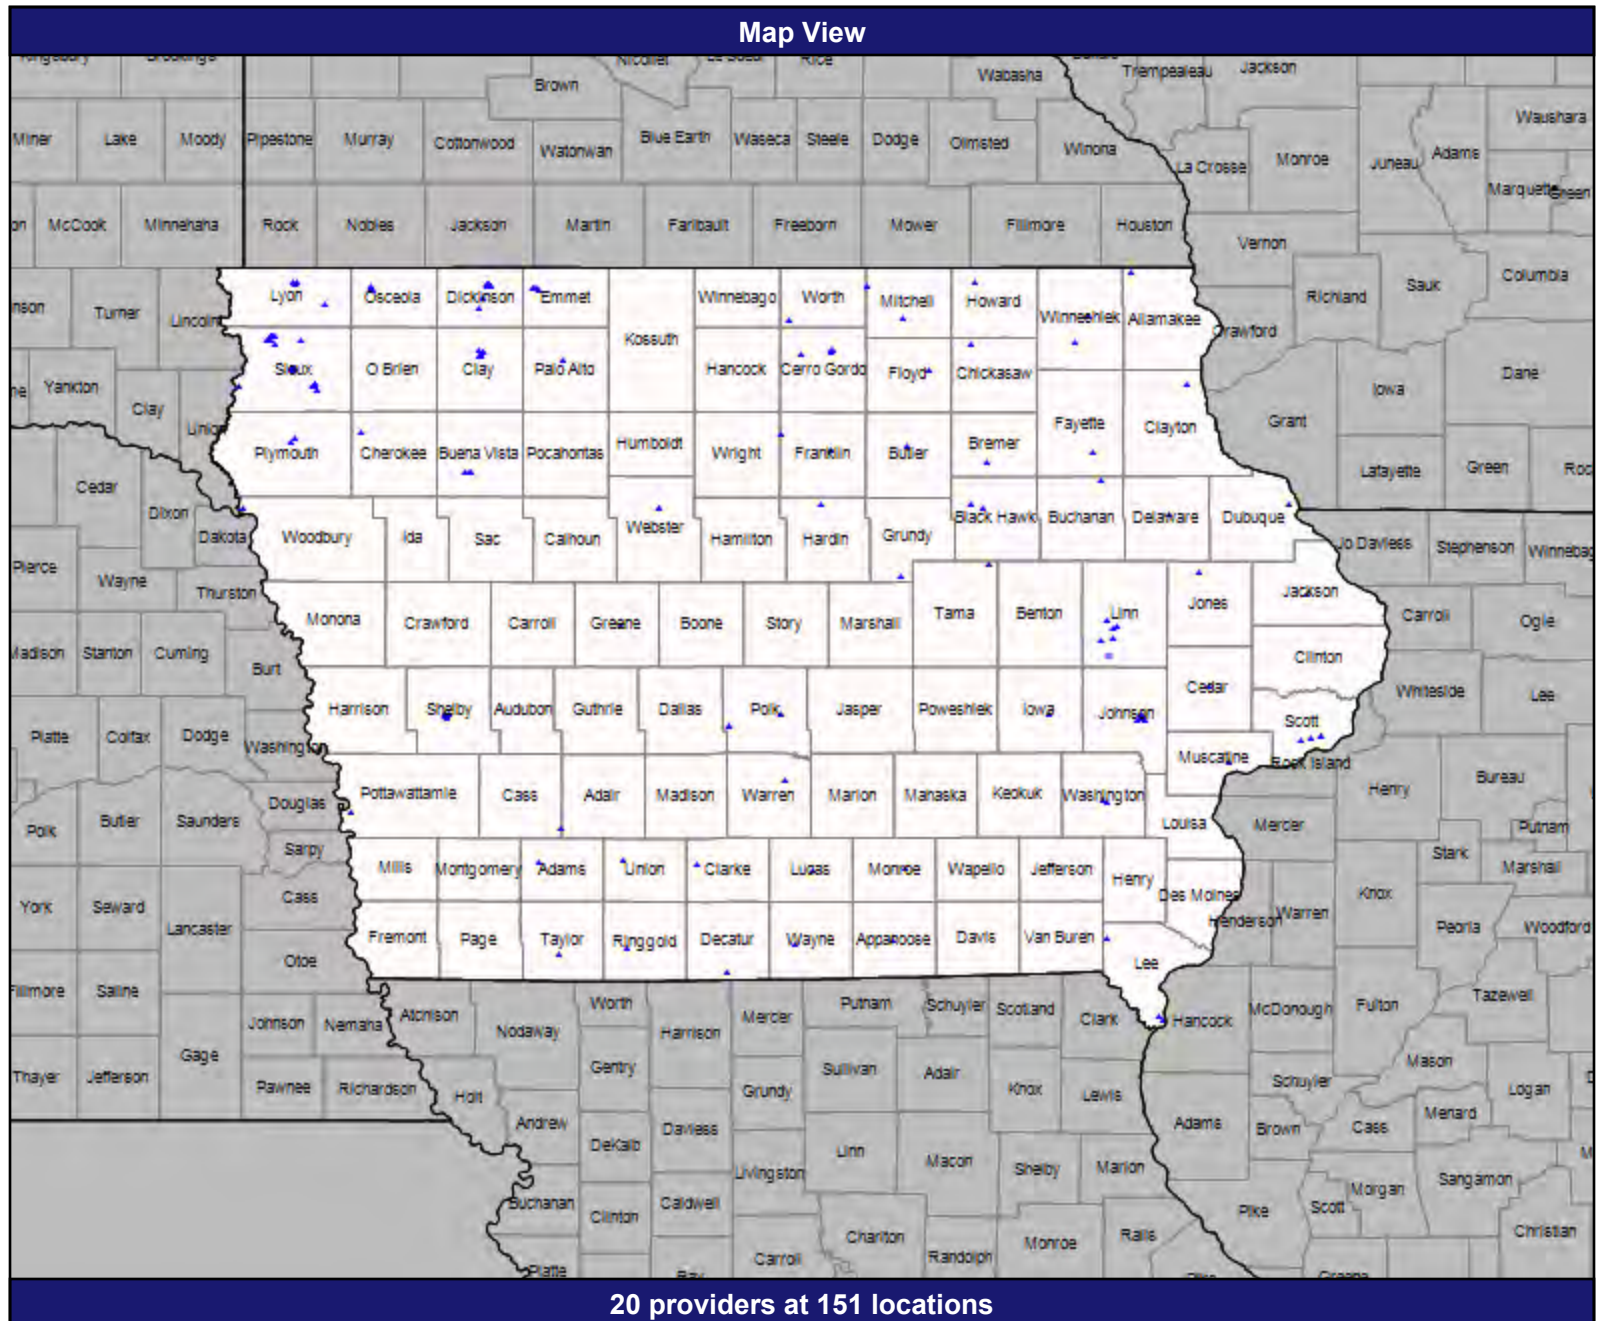 Map View
Nicollet Rice
Wabasha Trempealeau Jackson
Brown
Miner Lake Moody Pipestone Murray Cottonwood Watonwan Blue Earth Waseca Steele Dodge Olmsted Winona La Crosse Monroe Juneau Adams Waushara
Marquette Green
McCook Minnehaha Rock Nobles Jackson Martin Faribault Freeborn Mower Fillmore Houston Vernon
Turner Lincoln Lyon Osceola Dickinson Emmet Winnebago Worth Mitchell Howard Winneshiek Allamakee Crawford Richland Sauk Columbia
Kossuth
Yankton Clay Union Sioux O Brien Clay Palo Alto Hancock Cerro Gordo Floyd Chickasaw Iowa Dane
Plymouth Cherokee Buena Vista Pocahontas Humboldt Wright Franklin Butler Bremer Fayette Clayton Grant
Lafayette Green Roc
Cedar Dixon Dakota Woodbury Ida Sac Calhoun Webster Hamilton Hardin Grundy Black Hawk Buchanan Delaware Dubuque Jo Daviess Stephenson Winnebag
Pierce Wayne Thurston
Monona Crawford Carroll Greene Boone Story Marshall Tama Benton Linn Jones Jackson Carroll Ogle
Madison Stanton Cuming Burt Clinton
Harrison Shelby Audubon Guthrie Dallas Polk Jasper Poweshiek Iowa Johnson Cedar Whiteside Lee
Platte Colfax Dodge Washington Scott
Muscatine Rock Island Henry Bureau
Pottawattamie Cass Adair Madison Warren Marion Mahaska Keokuk Washington
Polk Butler Saunders Douglas Louisa Mercer Putnam
Sarpy Stark Marshall
Mills Montgomery Adams Union Clarke Lucas Monroe Wapello Jefferson Henry Des Moines
York Seward Lancaster Cass Henderson Warren Knox Peoria Woodford
Fremont Page Taylor Ringgold Decatur Wayne Appanoose Davis Van Buren Lee
Otoe
Fillmore Saline Johnson Nemaha Atchison Nodaway Worth Harrison Mercer Putnam Schuyler Scotland Clark Hancock McDonough Fulton Tazewell
Thayer Jefferson Gage Pawnee Richardson Holt Gentry Grundy Sullivan Adair Knox Lewis Schuyler Mason Logan
Andrew DeKalb Daviess Livingston Linn Macon Shelby Marion Adams Brown Cass Menard
Buchanan Clinton Caldwell Pike Scott Morgan Sangamon
Platte Ray Carroll Chariton Randolph Monroe Ralls Christian
Greene
20 providers at 151 locations